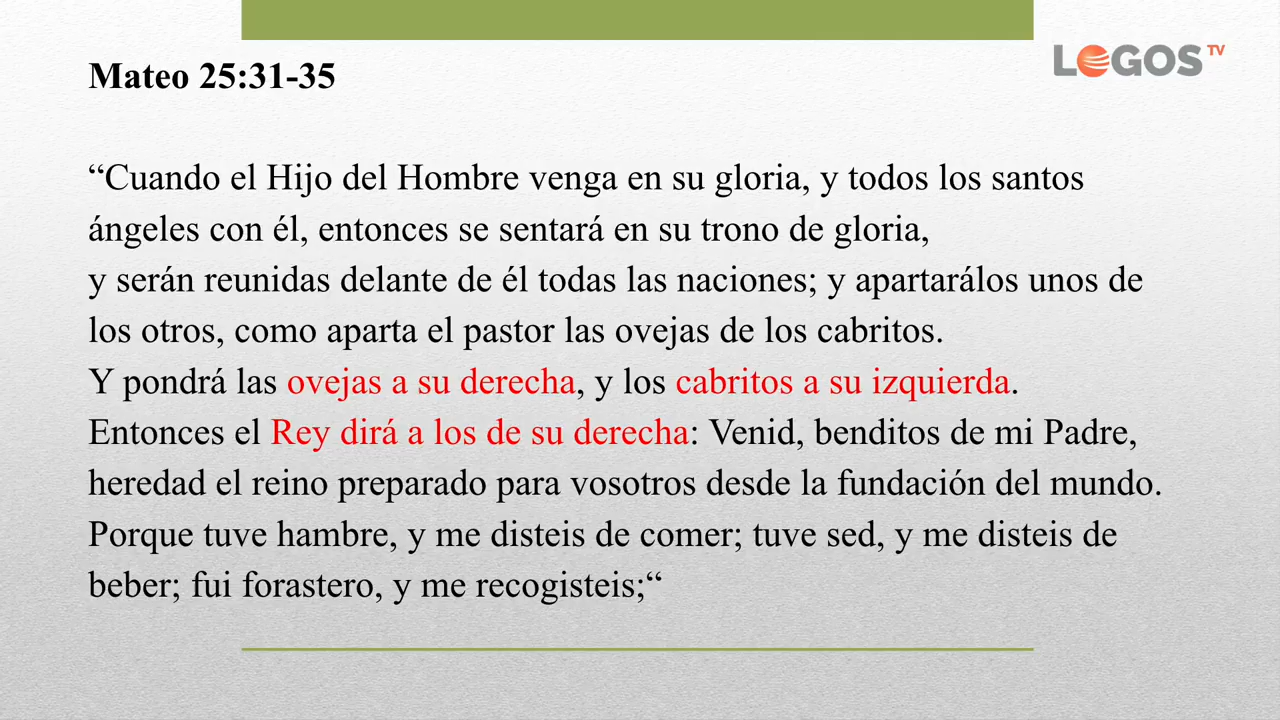 LOGOS TV
Mateo 25:31-35
“Cuando el Hijo del Hombre venga en su gloria, y todos los santos
ángeles con él, entonces se sentará en su trono de gloria,
y serán reunidas delante de él todas las naciones; y apartarálos unos de
los otros, como aparta el pastor las ovejas de los cabritos.
Y pondrá las ovejas a su derecha, y los cabritos a su izquierda.
Entonces el Rey dirá a los de su derecha: Venid, benditos de mi Padre,
heredad el reino preparado para vosotros desde la fundación del mundo.
Porque tuve hambre, y me disteis de comer; tuve sed, y me disteis de
beber; fui forastero, y me recogisteis;“